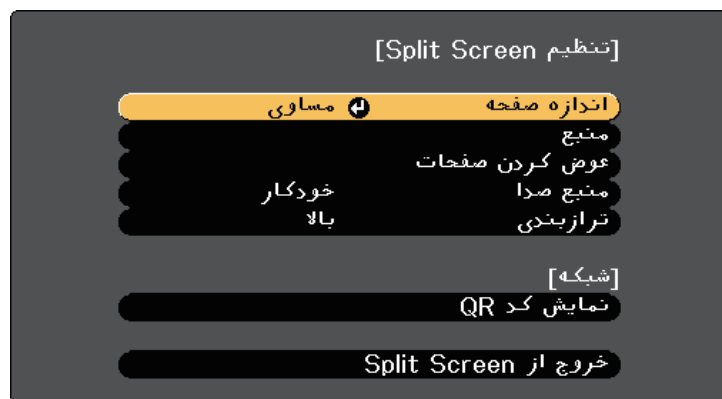 [تنظیم Split Screen]
اندازه صفحه مساوی
منبع
عوض کردن صفحات
منبع صدا خودکار
ترازبندی بالا
[شبکه]
نمایش کد QR
خروج از Split Screen